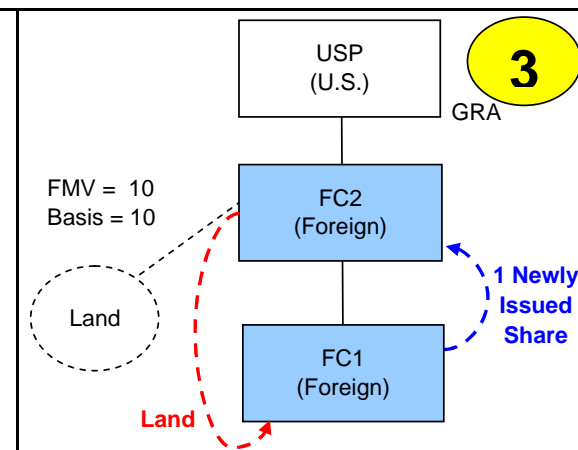 USP
(U.S.)
3
GRA
FMV = 10
Basis = 10
FC2
(Foreign)
1 Newly
Issued
Share
Land
FC1
(Foreign)
Land